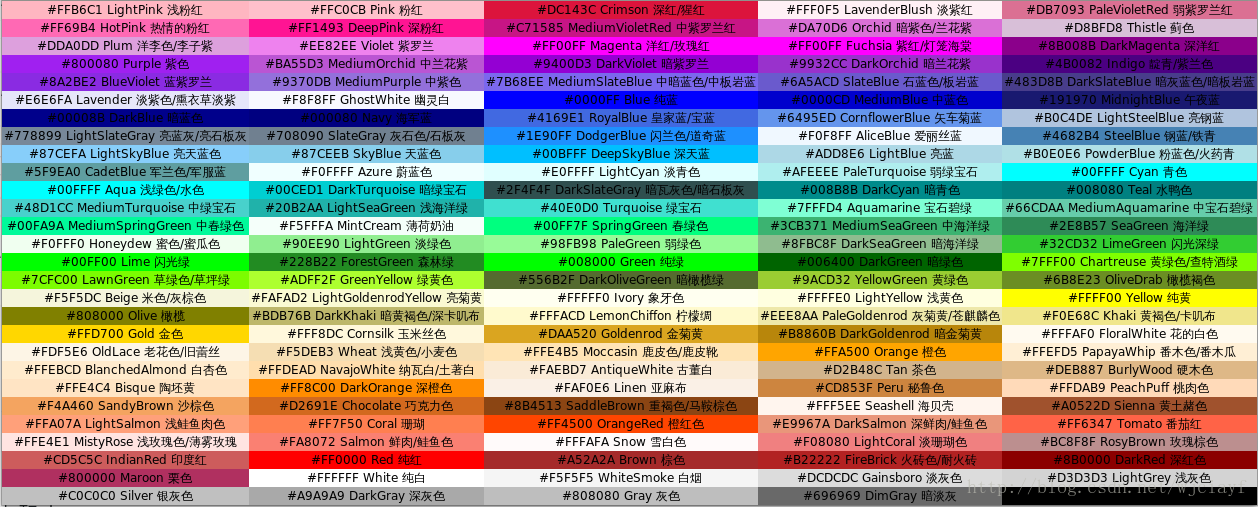 #FFB6C1 LightPink 浅粉红 #FFC0CB Pink 粉红 #DC143C Crimson 深红/猩红 #FFF0F5 LavenderBlush 淡紫红 #DB7093 PaleVioletRed 弱紫罗兰红
#FF69B4 HotPink 热情的粉红 #FF1493 DeepPink 深粉红 #C71585 MediumVioletRed 中紫罗兰红 #DA70D6 Orchid 暗紫色/兰花紫 #D8BFD8 Thistle 蓟色
#DDA0DD Plum 洋李色/李子紫 #EE82EE Violet 紫罗兰 #FF00FF Magenta 洋红/玫瑰红 #FF00FF Fuchsia 紫红/灯笼海棠 #8B008B DarkMagenta 深洋红
#800080 Purple 紫色 #BA55D3 MediumOrchid 中兰花紫 #9400D3 DarkViolet 暗紫罗兰 #9932CC DarkOrchid 暗兰花紫 #4B0082 Indigo 靛青/紫兰色
#8A2BE2 BlueViolet 蓝紫罗兰 #9370DB MediumPurple 中紫色 #7B68EE MediumSlateBlue 中暗蓝色/中板岩蓝 #6A5ACD SlateBlue 石蓝色/板岩蓝 #483D8B DarkSlateBlue 暗灰蓝色/暗板岩蓝
#E6E6FA Lavender 淡紫色/熏衣草淡紫 #F8F8FF GhostWhite 幽灵白 #0000FF Blue 纯蓝 #0000CD MediumBlue 中蓝色 #191970 MidnightBlue 午夜蓝
#00008B DarkBlue 暗蓝色 #000080 Navy 海军蓝 #4169E1 RoyalBlue 皇家蓝/宝蓝 #6495ED CornflowerBlue 矢车菊蓝 #B0C4DE LightSteelBlue 亮钢蓝
#778899 LightSlateGray 亮蓝灰/亮石板灰 #708090 SlateGray 灰石色/石板灰 #1E90FF DodgerBlue 闪兰色/道奇蓝 #F0F8FF AliceBlue 爱丽丝蓝 #4682B4 SteelBlue 钢蓝/铁青
#87CEFA LightSkyBlue 亮天蓝色 #87CEEB SkyBlue 天蓝色 #00BFFF DeepSkyBlue 深天蓝 #ADD8E6 LightBlue 亮蓝 #B0E0E6 PowderBlue 粉蓝色/火药青
#5F9EA0 CadetBlue 军兰色/军服蓝 #F0FFFF Azure 蔚蓝色 #E0FFFF LightCyan 淡青色 #AFEEEE PaleTurquoise 弱绿宝石 #00FFFF Cyan 青色
#00FFFF Aqua 浅绿色/水色 #00CED1 DarkTurquoise 暗绿宝石 #2F4F4F DarkSlateGray 暗瓦灰色/暗石板灰 #008B8B DarkCyan 暗青色 #008080 Teal 水鸭色
#48D1CC MediumTurquoise 中绿宝石 #20B2AA LightSeaGreen 浅海洋绿 #40E0D0 Turquoise 绿宝石 #7FFFD4 Aquamarine 宝石碧绿 #66CDAA MediumAquamarine 中宝石碧绿
#00FA9A MediumSpringGreen 中春绿色 #F5FFFA MintCream 薄荷奶油 #00FF7F SpringGreen 春绿色 #3CB371 MediumSeaGreen 中海洋绿 #2E8B57 SeaGreen 海洋绿
#F0FFF0 Honeydew 蜜色/蜜瓜色 #90EE90 LightGreen 淡绿色 #98FB98 PaleGreen 弱绿色 #8FBC8F DarkSeaGreen 暗海洋绿 #32CD32 LimeGreen 闪光深绿
#00FF00 Lime 闪光绿 #228B22 ForestGreen 森林绿 #008000 Green 纯绿 #006400 DarkGreen 暗绿色 #7FFF00 Chartreuse 黄绿色/查特酒绿
#7CFC00 LawnGreen 草绿色/草坪绿 #ADFF2F GreenYellow 绿黄色 #556B2F DarkOliveGreen 暗橄榄绿 #9ACD32 YellowGreen 黄绿色 #6B8E23 OliveDrab 橄榄褐色
#F5F5DC Beige 米色/灰棕色 #FAFAD2 LightGoldenrodYellow 亮菊黄 #FFFFF0 Ivory 象牙色 #FFFFE0 LightYellow 浅黄色 #FFFF00 Yellow 纯黄
#808000 Olive 橄榄 #BDB76B DarkKhaki 暗黄褐色/深卡叽布 #FFFACD LemonChiffon 柠檬绸 #EEE8AA PaleGoldenrod 灰菊黄/苍麒麟色 #F0E68C Khaki 黄褐色/卡叽布
#FFD700 Gold 金色 #FFF8DC Cornsilk 玉米丝色 #DAA520 Goldenrod 金菊黄 #B8860B DarkGoldenrod 暗金菊黄 #FFFAF0 FloralWhite 花的白色
#FDF5E6 OldLace 老花色/旧蕾丝 #F5DEB3 Wheat 浅黄色/小麦色 #FFE4B5 Moccasin 鹿皮色/鹿皮靴 #FFA500 Orange 橙色 #FFEFD5 PapayaWhip 番木色/番木瓜
#FFEBCD BlanchedAlmond 白杏色 #FFDEAD NavajoWhite 纳瓦白/土著白 #FAEBD7 AntiqueWhite 古董白 #D2B48C Tan 茶色 #DEB887 BurlyWood 硬木色
#FFE4C4 Bisque 陶坯黄 #FF8C00 DarkOrange 深橙色 #FAF0E6 Linen 亚麻布 #CD853F Peru 秘鲁色 #FFDAB9 PeachPuff 桃肉色
#F4A460 SandyBrown 沙棕色 #D2691E Chocolate 巧克力色 #8B4513 SaddleBrown 重褐色/马鞍棕色 #FFF5EE Seashell 海贝壳 #A0522D Sienna 黄土赭色
#FFA07A LightSalmon 浅鲑鱼肉色 #FF7F50 Coral 珊瑚 #FF4500 OrangeRed 橙红色 #E9967A DarkSalmon 深鲜肉/鲑鱼色 #FF6347 Tomato 番茄红
#FFE4E1 MistyRose 浅玫瑰色/薄雾玫瑰 #FA8072 Salmon 鲜肉/鲑鱼色 #FFFAFA Snow 雪白色 #F08080 LightCoral 淡珊瑚色 #BC8F8F RosyBrown 玫瑰棕色
#CD5C5C IndianRed 印度红 #FF0000 Red 纯红 #A52A2A Brown 棕色 #B22222 FireBrick 火砖色/耐火砖 #8B0000 DarkRed 深红色
#800000 Maroon 栗色 #FFFFFF White 纯白 #F5F5F5 WhiteSmoke 白烟 #DCDCDC Gainsboro 淡灰色 #D3D3D3 LightGrey 浅灰色
#C0C0C0 Silver 银灰色 #A9A9A9 DarkGray 深灰色 #808080 Gray 灰色 #696969 DimGray 暗淡灰